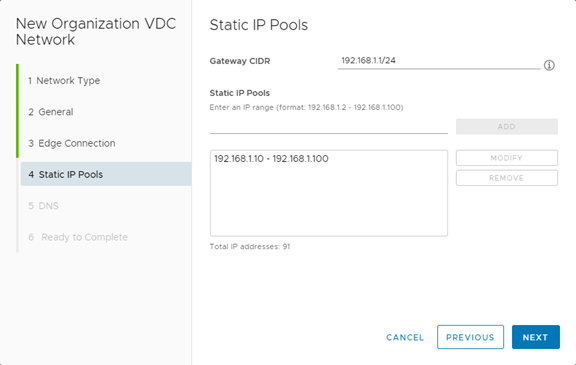 New Organization VDC
Network
1 Network Type
2 General
3 Edge Connection
4 Static IP Pools
5 DNS
6 Ready to Complete
Static IP Pools
Gateway CIDR
192.168.1.1/24
Static IP Pools
Enter an IP range (format: 192.168.1.2 - 192.168.1.100)
ADD
192.168.1.10 - 192.168.1.100
MODIFY
REMOVE
Total IP addresses: 91
CANCEL
PREVIOUS
NEXT